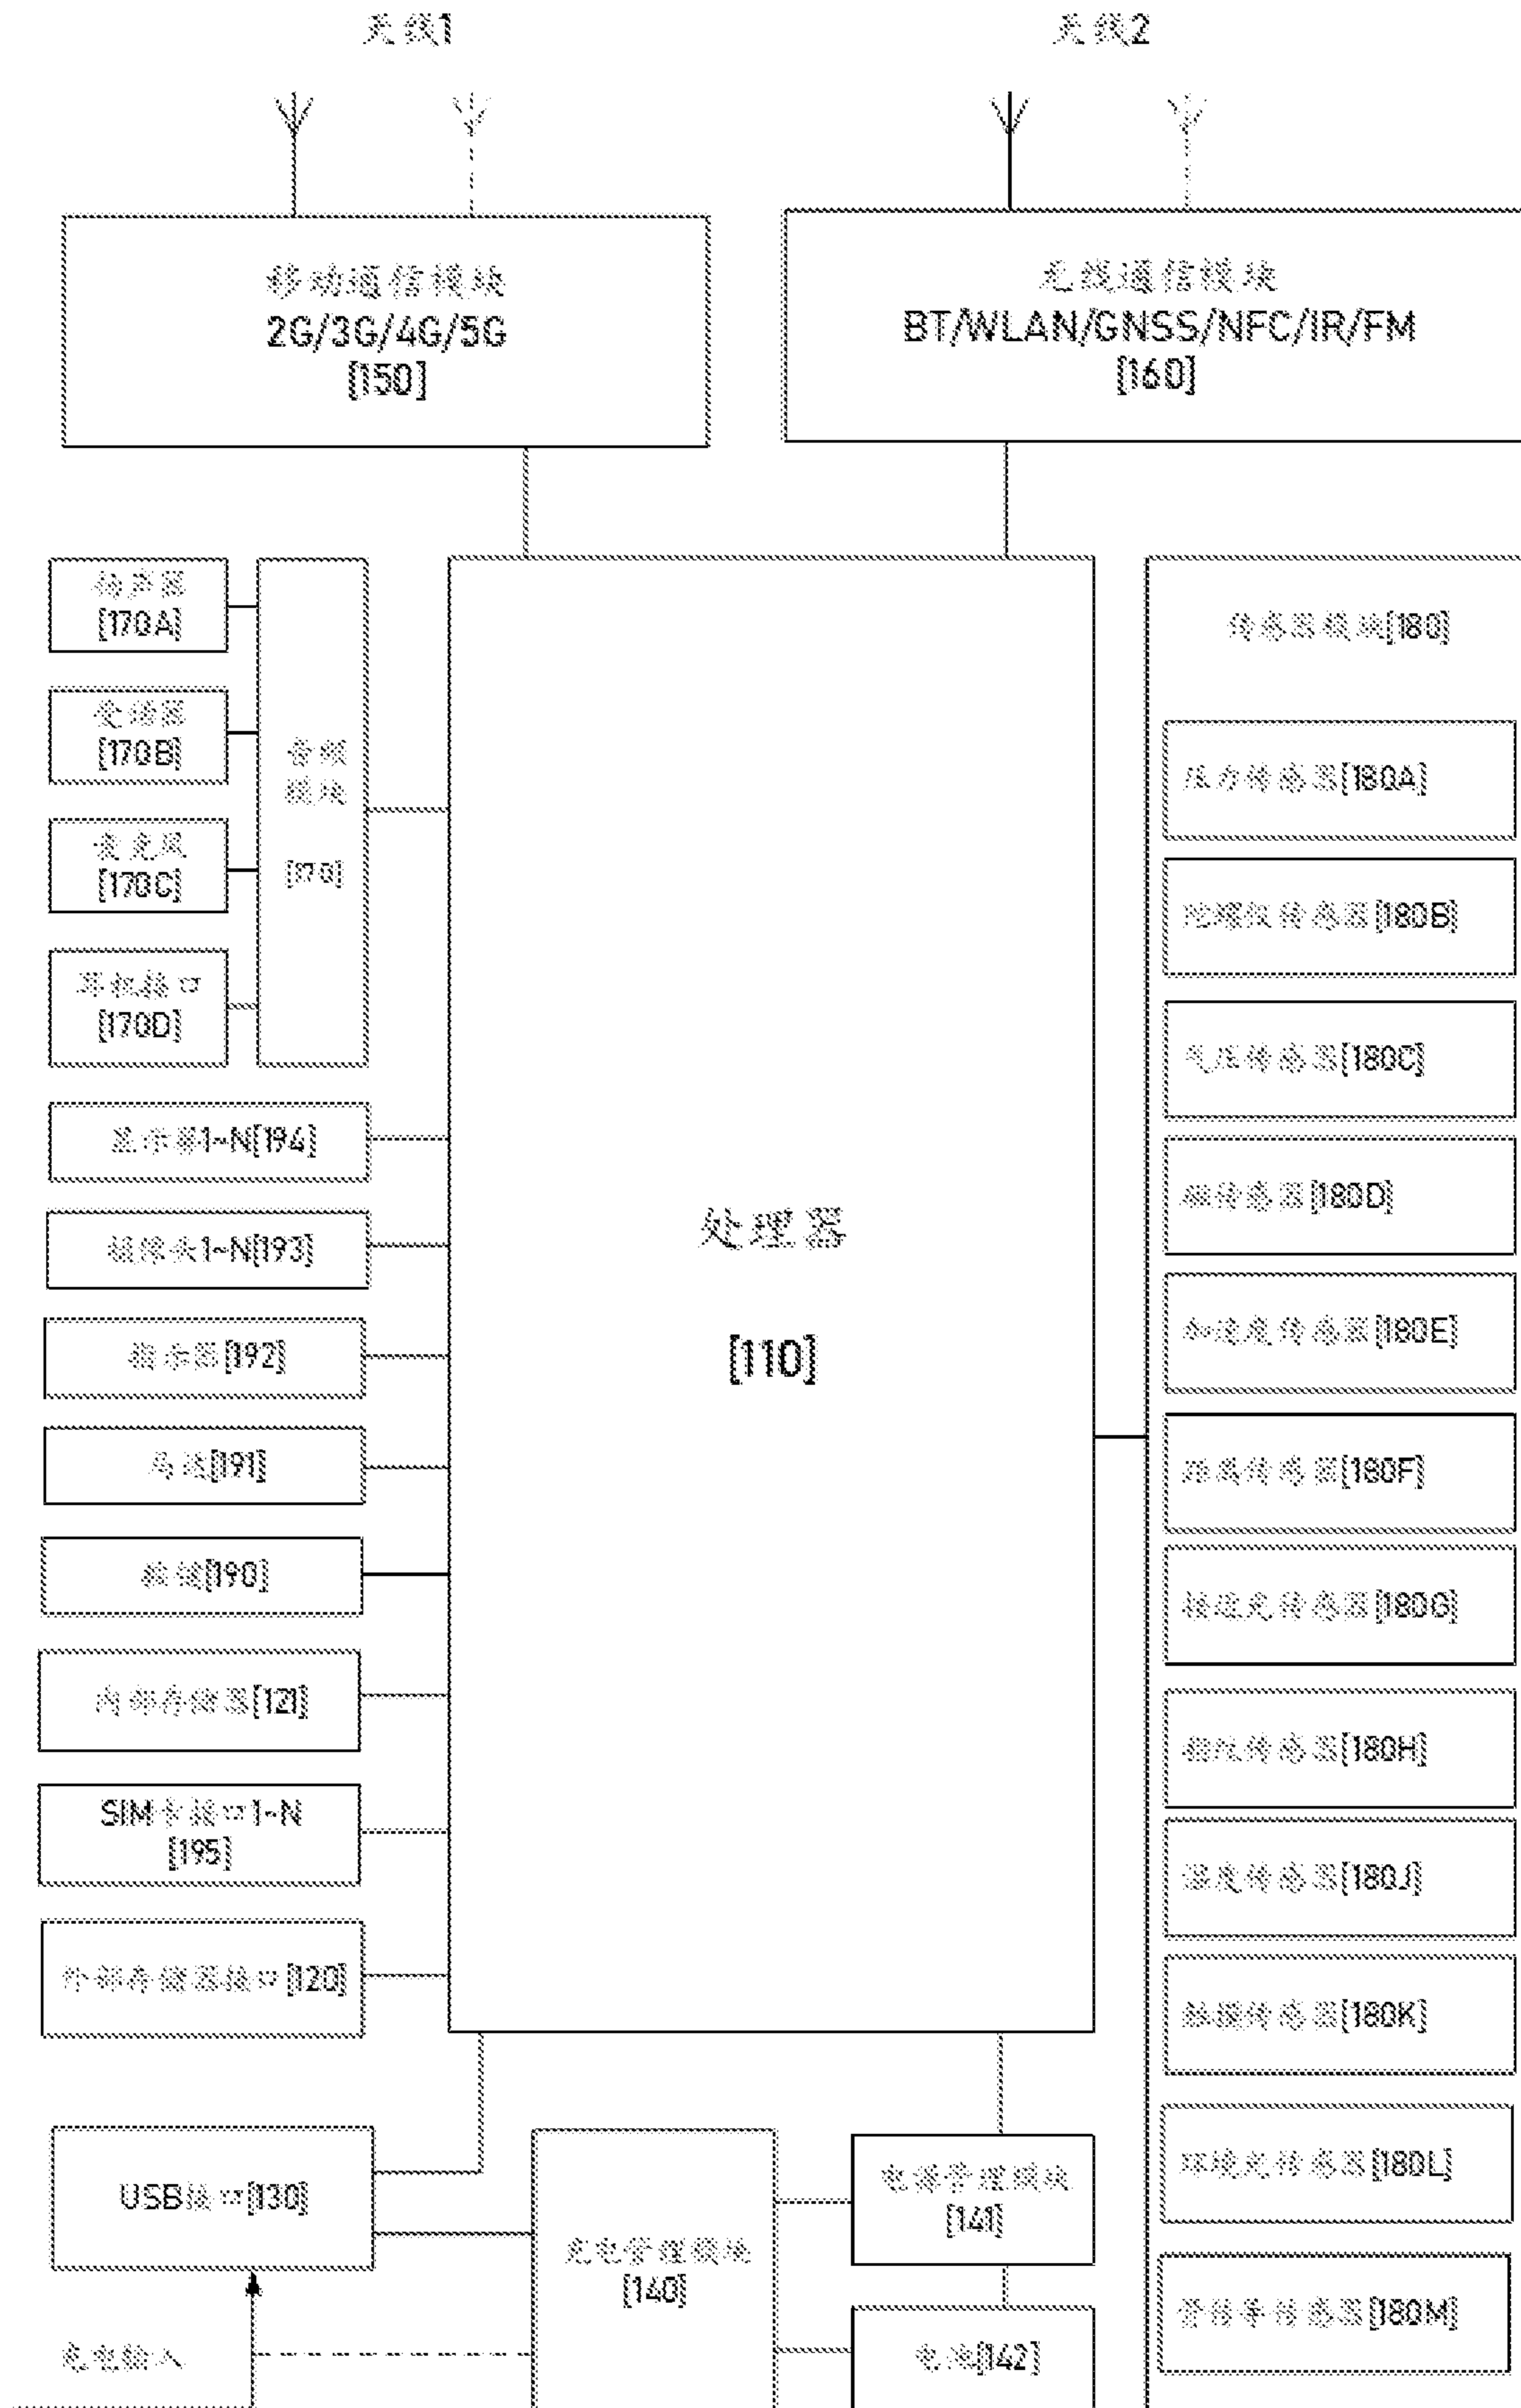 天线1
天线2
移动通信模块
2G/3G/4G/5G
[150]
无线通信模块
BT/WLAN/GNSS/NFC/IR/FM
[160]
扬声器
[170A]
受话器
[170B]
麦克风
[170C]
耳机接口
[170D]
音频
模块
[170]
显示屏1~N[194]
摄像头1~N[193]
指示器[192]
马达[191]
按键[190]
内部存储器[121]
SIM卡接口1~N
[195]
外部存储器接口[120]
处理器
[110]
传感器模块[180]
压力传感器[180A]
陀螺仪传感器[180B]
气压传感器[180C]
磁传感器[180D]
加速度传感器[180E]
距离传感器[180F]
接近光传感器[180G]
指纹传感器[180H]
温度传感器[180J]
触摸传感器[180K]
环境光传感器[180L]
骨传导传感器[180M]
USB接口[130]
充电管理模块
[140]
电源管理模块
[141]
电池[142]
充电输入